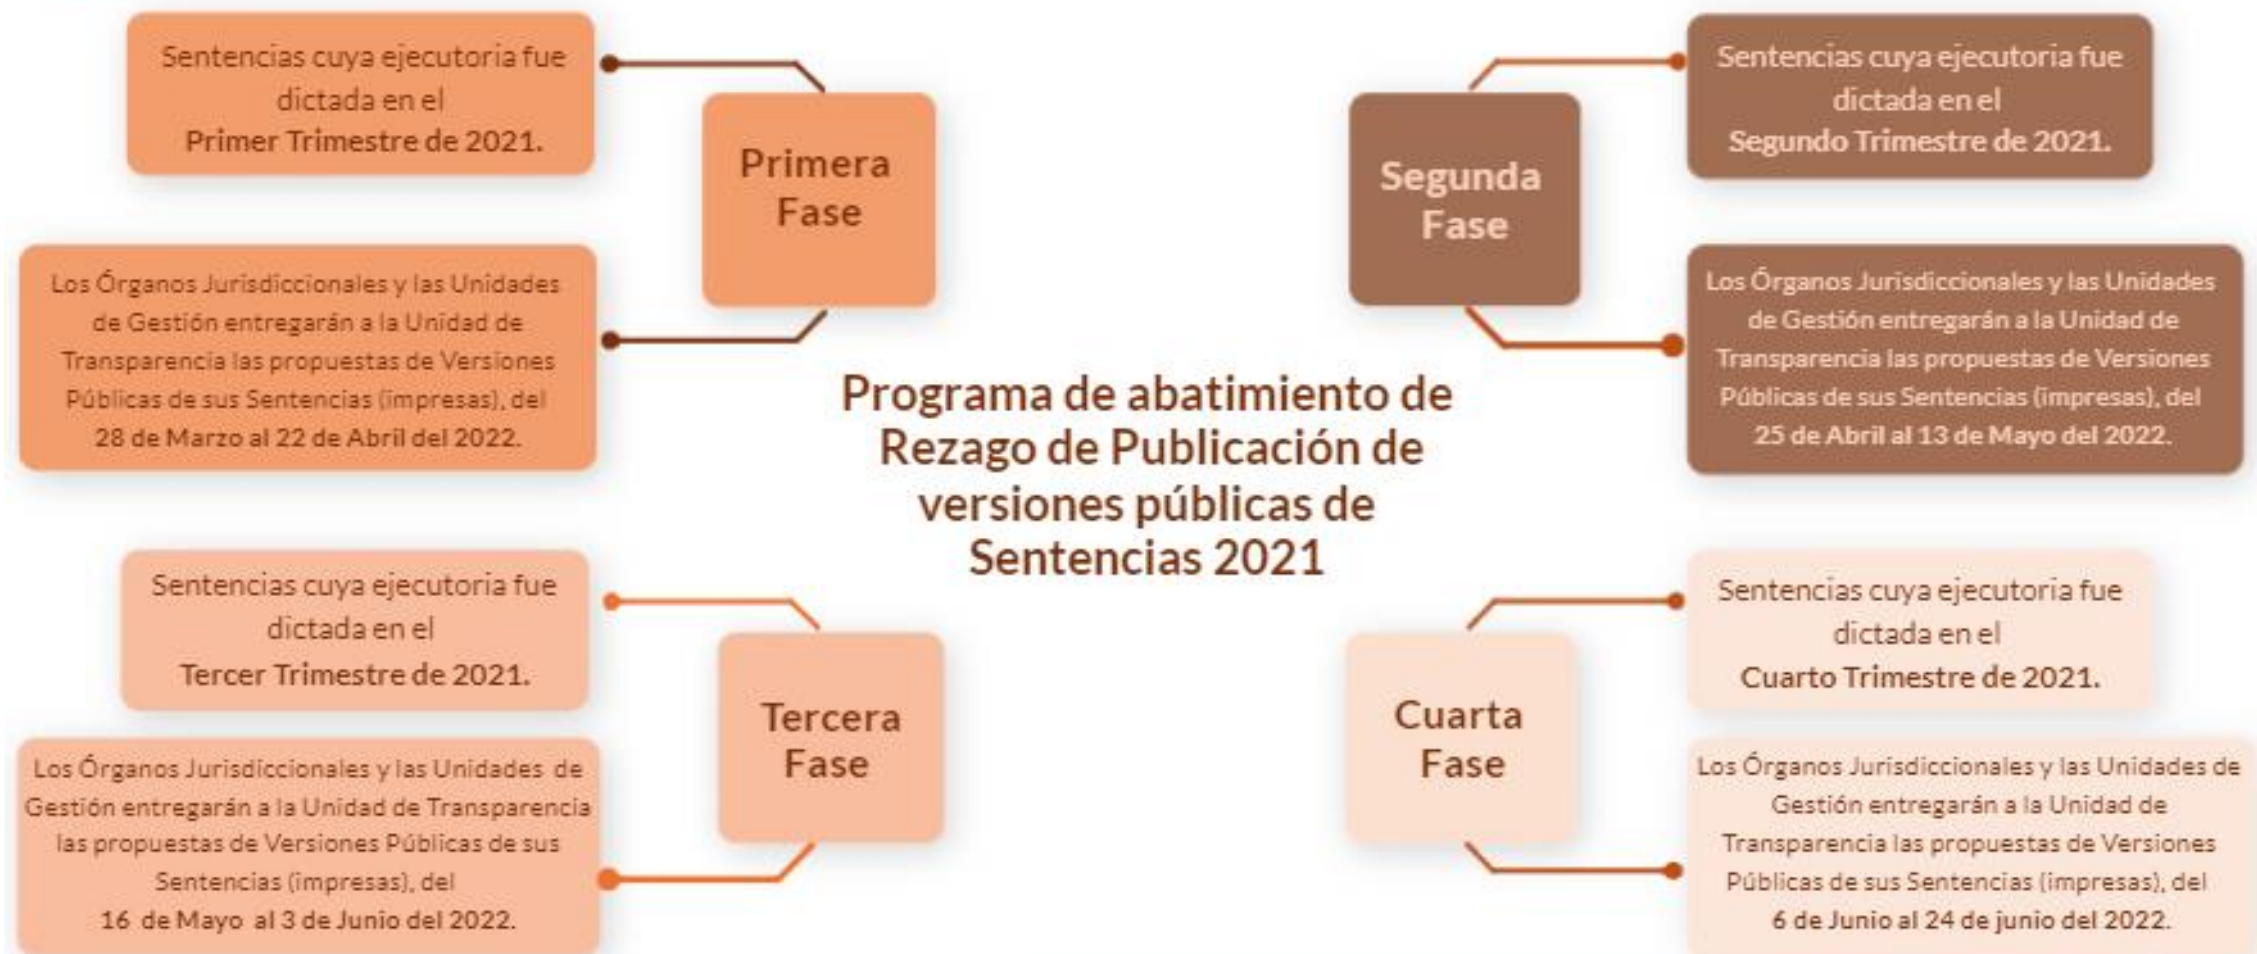 Sentencias cuya ejecutoria fue
dictada en el
Primer Trimestre de 2021.
Primera
Fase
Los Órganos Jurisdiccionales y las Unidades
de Gestión entregarán a la Unidad de
Transparencia las propuestas de Versiones
Públicas de sus Sentencias (impresas), del
28 de Marzo al 22 de Abril del 2022.
Sentencias cuya ejecutoria fue
dictada en el
Segundo Trimestre de 2021.
Segunda
Fase
Los Órganos Jurisdiccionales y las Unidades
de Gestión entregarán a la Unidad de
Transparencia las propuestas de Versiones
Públicas de sus Sentencias (impresas), del
25 de Abril al 13 de Mayo del 2022.
Programa de abatimiento de
Rezago de Publicación de
versiones públicas de
Sentencias 2021
Sentencias cuya ejecutoria fue
dictada en el
Tercer Trimestre de 2021.
Tercera
Fase
Los Órganos Jurisdiccionales y las Unidades de
Gestión entregarán a la Unidad de Transparencia
las propuestas de Versiones Públicas de sus
Sentencias (impresas), del
16 de Mayo al 3 de Junio del 2022.
Sentencias cuya ejecutoria fue
dictada en el
Cuarto Trimestre de 2021.
Cuarta
Fase
Los Órganos Jurisdiccionales y las Unidades de
Gestión entregarán a la Unidad de
Transparencia las propuestas de Versiones
Públicas de sus Sentencias (impresas), del
6 de Junio al 24 de junio del 2022.